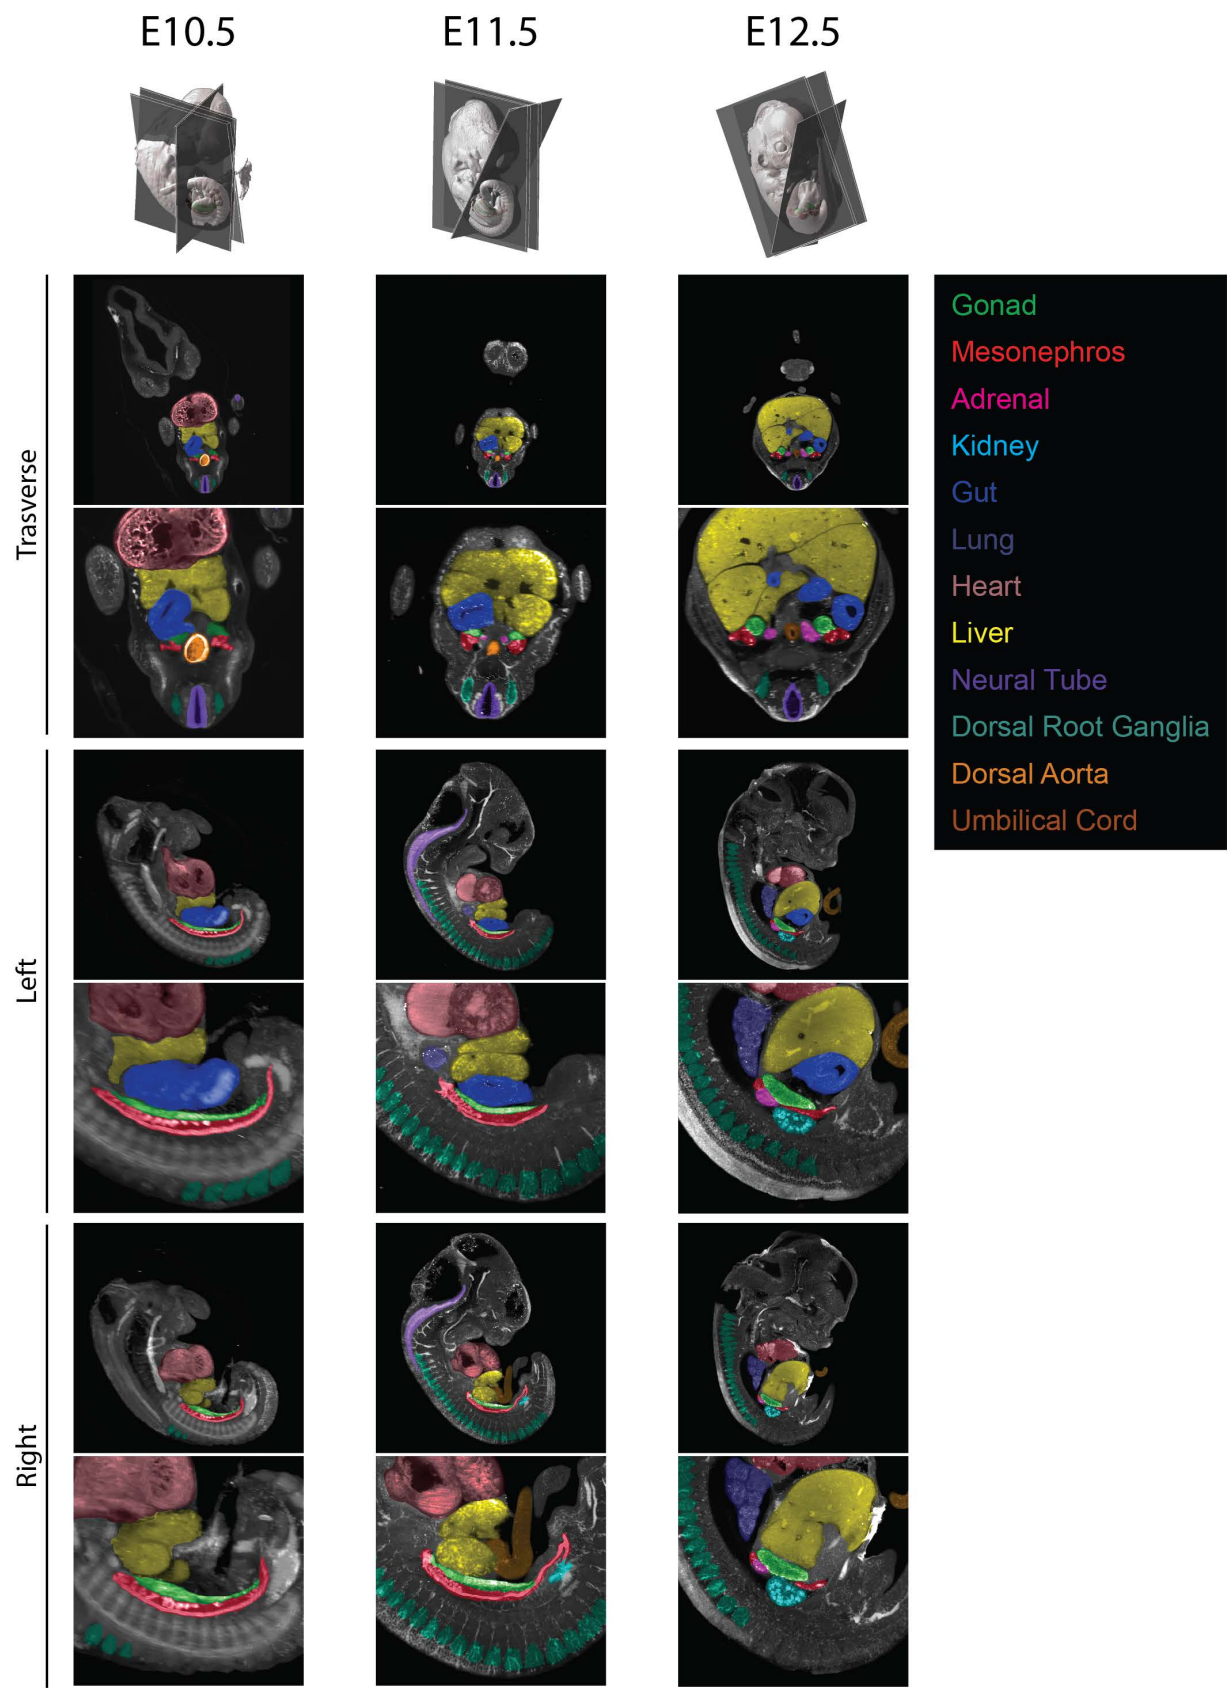 E10.5
E11.5
E12.5
Trasverse
Left
Right
Gonad
Mesonephros
Adrenal
Kidney
Gut
Lung
Heart
Liver
Neural Tube
Dorsal Root Ganglia
Dorsal Aorta
Umbilical Cord